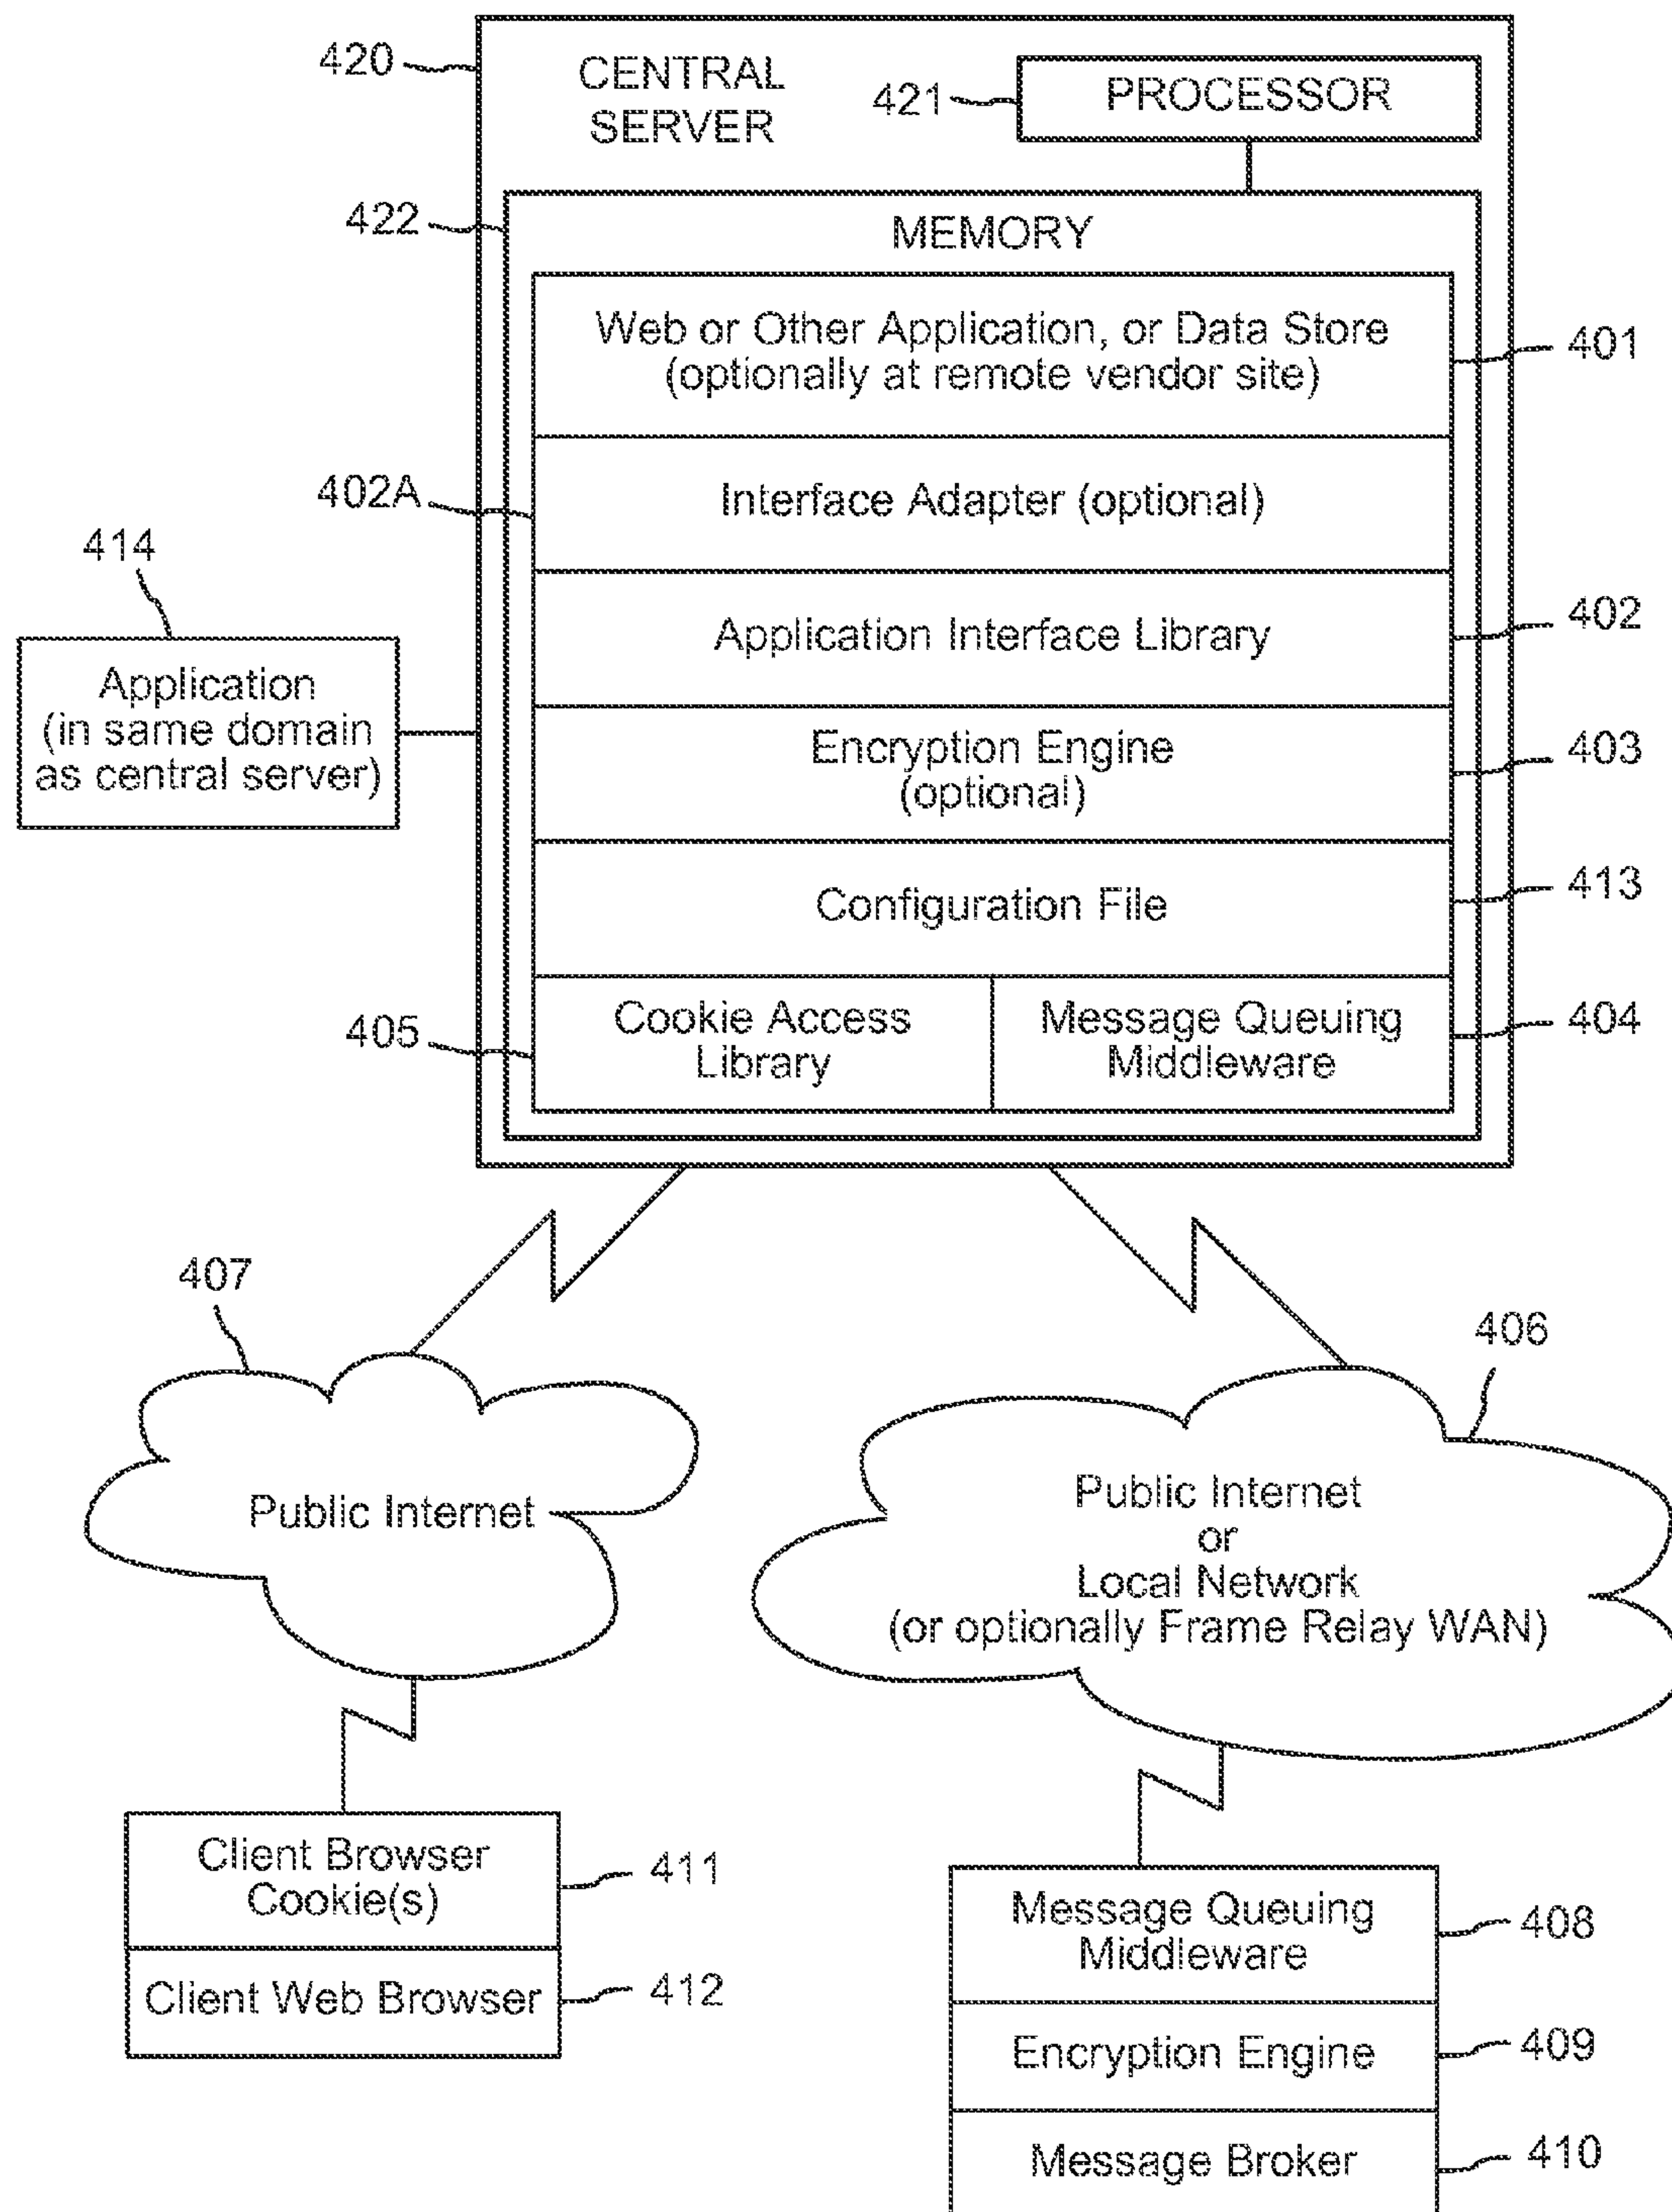 420
CENTRAL
SERVER
421
PROCESSOR
422
MEMORY
Web or Other Application, or Data Store
(optionally at remote vendor site)
401
402A
Interface Adapter (optional)
414
Application Interface Library
402
Application
(in same domain
as central server)
Encryption Engine
(optional)
403
Configuration File
413
405
Cookie Access
Library
Message Queuing
Middleware
404
407
406
Public Internet
Public Internet
or
Local Network
(or optionally Frame Relay WAN)
Client Browser
Cookie(s)
411
Client Web Browser
412
Message Queuing
Middleware
408
Encryption Engine
409
Message Broker
410